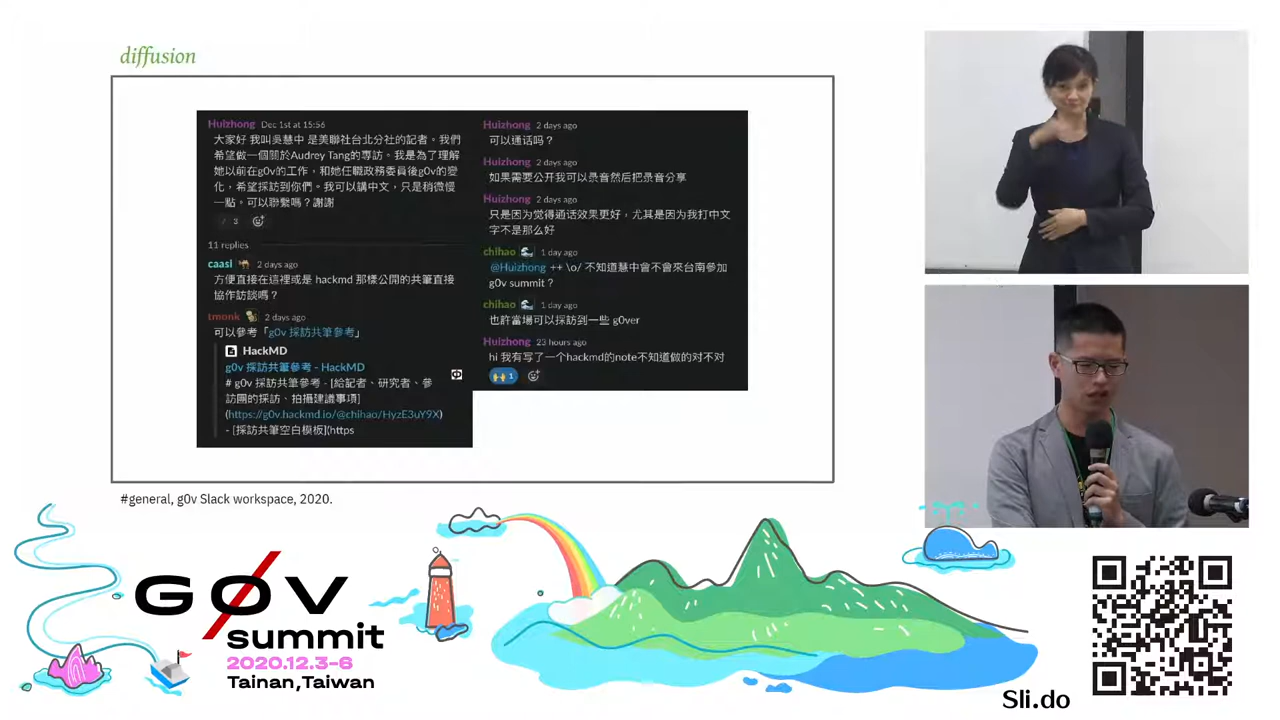 diffusion
Huizhong Dec 1st at 15:56
大家好 我叫吳慧中 是美聯社台北分社的記者。我們
希望做一個關於Audrey Tang的專訪。我是為了理解
她以前在g0v的工作，和她任職政務委員後g0v的變
化，希望採訪到你們。我可以講中文，只是稍微慢
一點。可以聯繫嗎？謝謝
3
11 replies
caasi 2 days ago
方便直接在這裡或是 hackmd 那樣公開的共筆直接
協作訪談嗎？
tmonk 2 days ago
可以參考「g0v 採訪共筆參考」
HackMD
g0v 採訪共筆參考 - HackMD
# g0v 採訪共筆參考 - [給記者、研究者、參
訪團的採訪、拍攝建議事項]
(https://g0v.hackmd.io/@chihao/HyzE3uY9X)
- [採訪共筆空白模板](https
Huizhong 2 days ago
可以通话吗？
Huizhong 2 days ago
如果需要公开我可以录音然后把录音分享
Huizhong 2 days ago
只是因为觉得通话效果更好，尤其是因为我打中文
字不是那么好
chihao 1 day ago
@Huizhong ++ \o/ 不知道慧中會不會來台南參加
g0v summit？
chihao 1 day ago
也許當場可以採訪到一些 g0ver
Huizhong 23 hours ago
hi 我有写了一个hackmd的note不知道做的对不对
1
#general, g0v Slack workspace, 2020.
G0V
summit
2020.12.3-6
Tainan,Taiwan
Sli.do